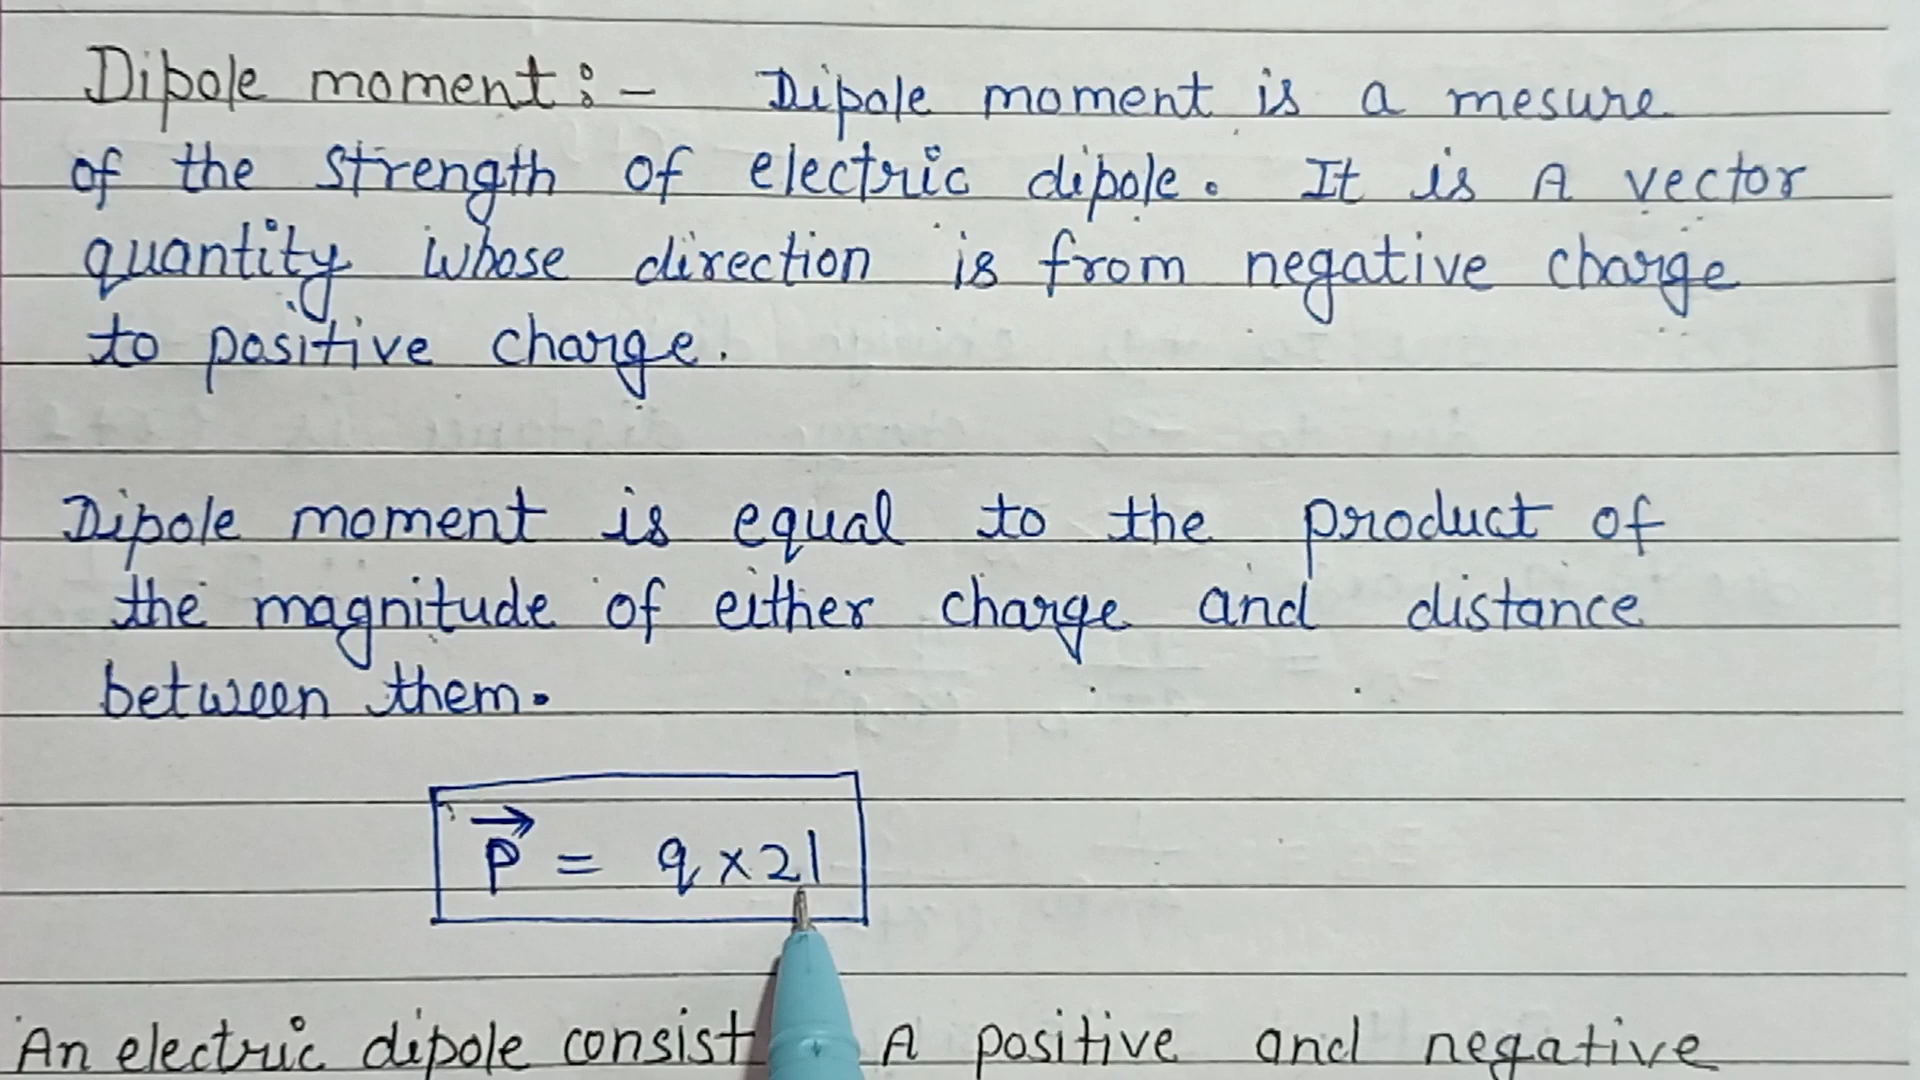 Dipole moment:- Dipole moment is a mesure
of the strength of electric dipole. It is A vector
quantity whose direction is from negative charge
to positive charge.
Dipole moment is equal to the product of
the magnitude of either charge and distance
between them.
P⃗ = q × 2l
An electric dipole consist A positive and negative